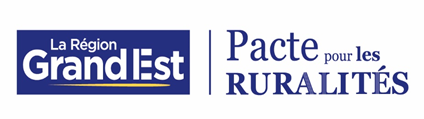 La Région
Grand Est
Pacte pour les
RURALITÉS